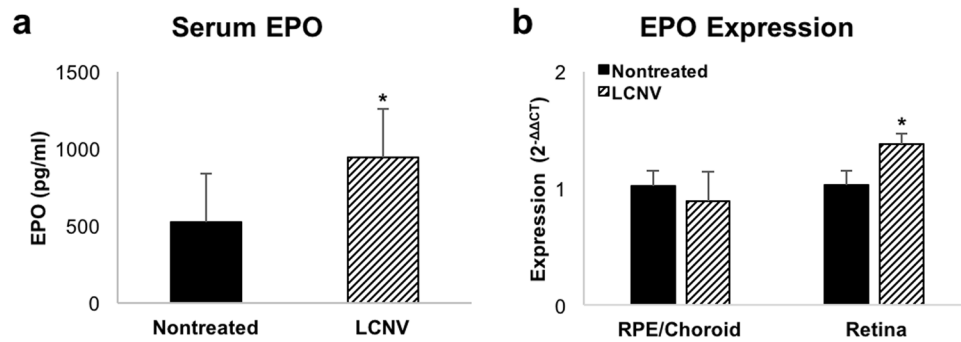 a Serum EPO
1500
1000
500
0
EPO (pg/ml)
*
Nontreated LCNV
b EPO Expression
Nontreated
LCNV
2
1
0
Expression (2^-ΔΔCT)
*
RPE/Choroid Retina